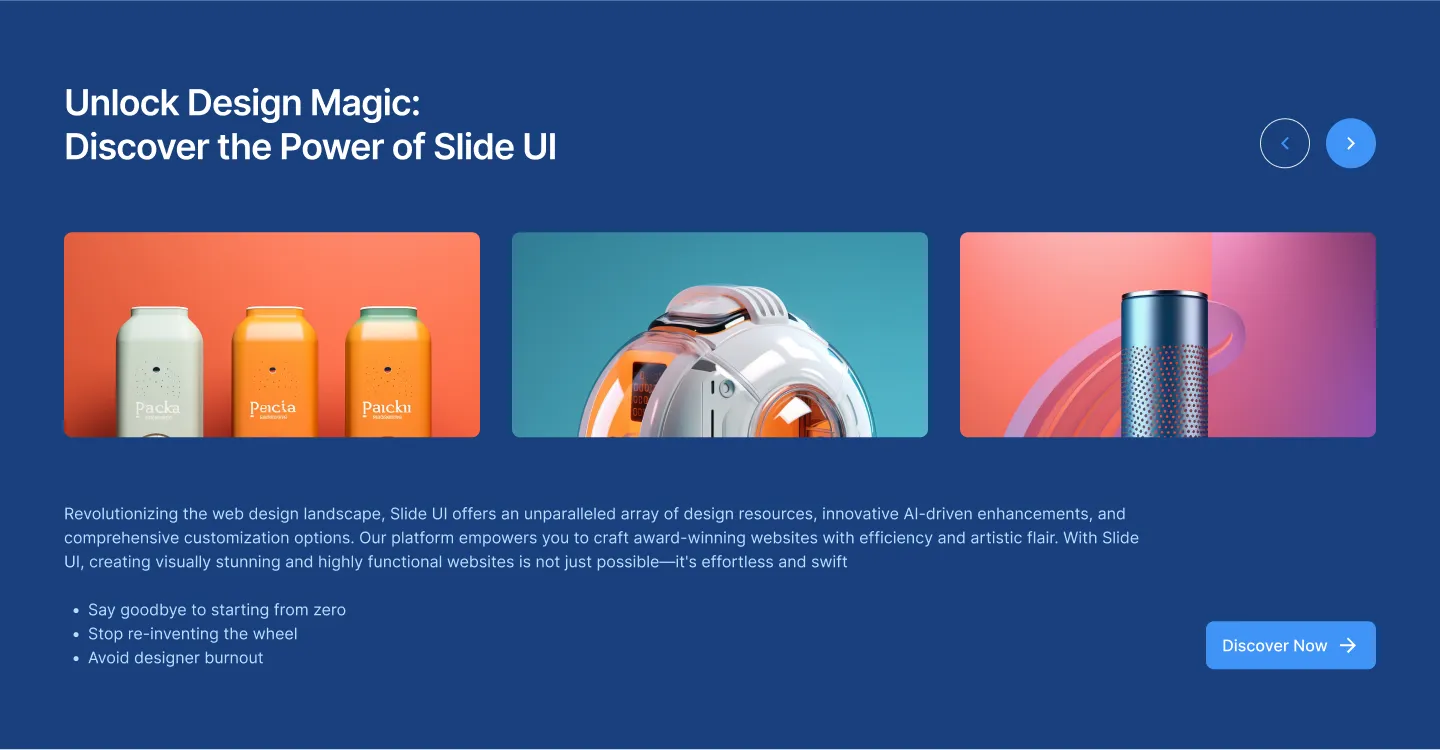 Unlock Design Magic:
Discover the Power of Slide UI
Packa
Peicia
Paickıı
Revolutionizing the web design landscape, Slide UI offers an unparalleled array of design resources, innovative AI-driven enhancements, and
comprehensive customization options. Our platform empowers you to craft award-winning websites with efficiency and artistic flair. With Slide
UI, creating visually stunning and highly functional websites is not just possible—it's effortless and swift
• Say goodbye to starting from zero
• Stop re-inventing the wheel
• Avoid designer burnout
Discover Now